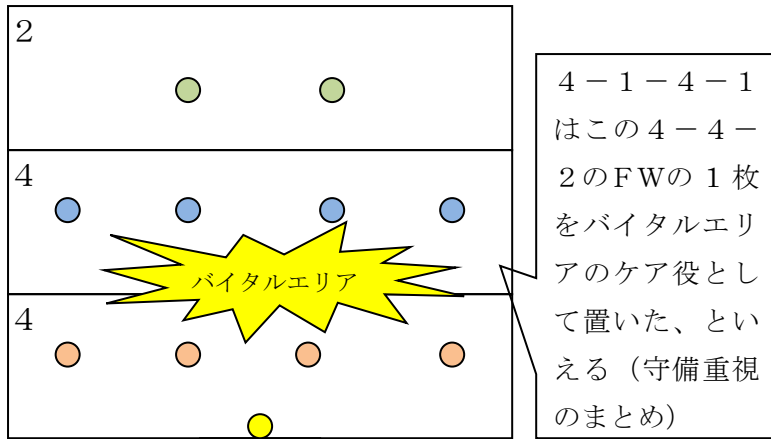 2
4
バイタルエリア
4
４－１－４－１
はこの４－４－
２のFWの１枚
をバイタルエリ
アのケア役とし
て置いた、とい
える（守備重視
のまとめ）